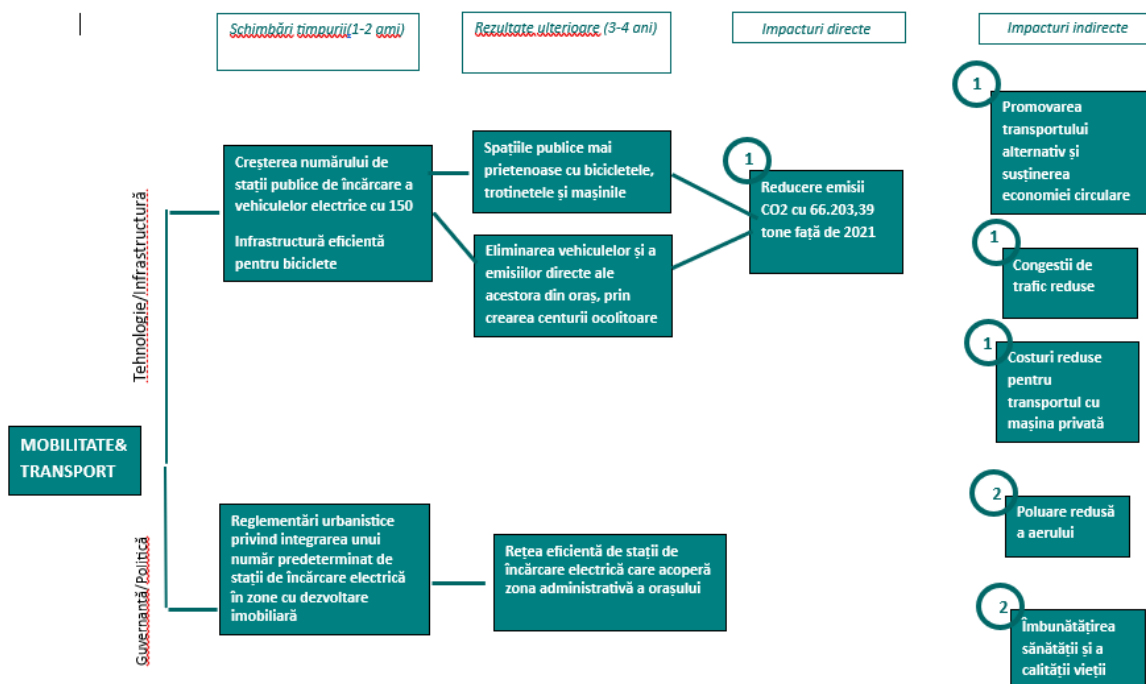 Schimbări timpurii(1-2 ami)
Rezultate ulterioare (3-4 ani)
Impacturi directe
Impacturi indirecte
Tehnologie/Infrastructură
Creșterea numărului de
stații publice de încărcare a
vehiculelor electrice cu 150
Infrastructură eficientă
pentru biciclete
Spațiile publice mai
prietenoase cu bicicletele,
trotinetele și mașinile
Eliminarea vehiculelor și a
emisiilor directe ale
acestora din oraș, prin
crearea centurii ocolitoare
1
Reducere emisii
CO2 cu 66.203,39
tone față de 2021
1
Promovarea
transportului
alternativ și
susținerea
economiei circulare
1
Congestii de
trafic reduse
1
Costuri reduse
pentru
transportul cu
mașina privată
MOBILITATE&
TRANSPORT
Guvernanță/Politică
Reglementări urbanistice
privind integrarea unui
număr predeterminat de
stații de încărcare electrică
în zone cu dezvoltare
imobiliară
Rețea eficientă de stații de
încărcare electrică care acoperă
zona administrativă a orașului
2
Poluare redusă
a aerului
2
Îmbunătățirea
sănătății și a
calității vieții